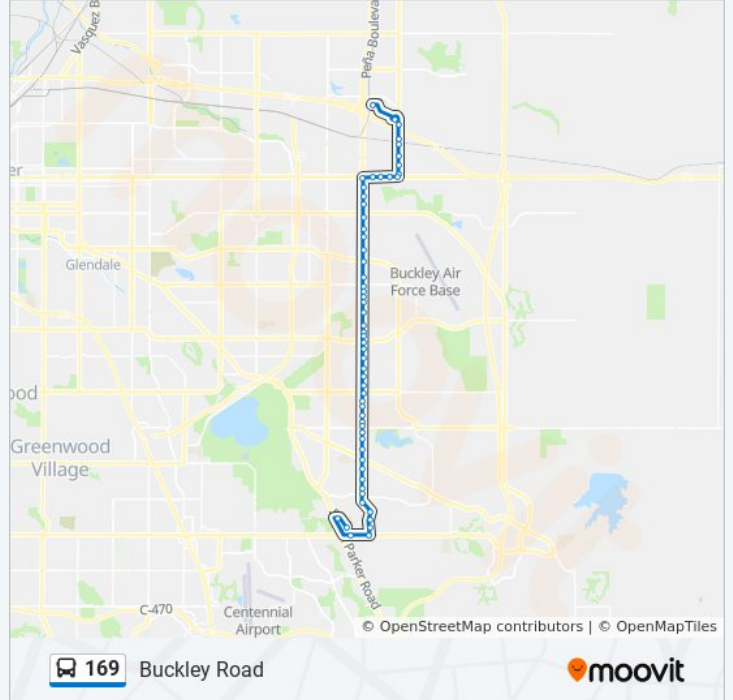 Vasquez B
Peña Bouleva
er
Glendale
Buckley Air
Force Base
ood
Greenwood
Village
Parker Road
C-470
Centennial
Airport
© OpenStreetMap contributors | © OpenMapTiles
169 Buckley Road
moovit